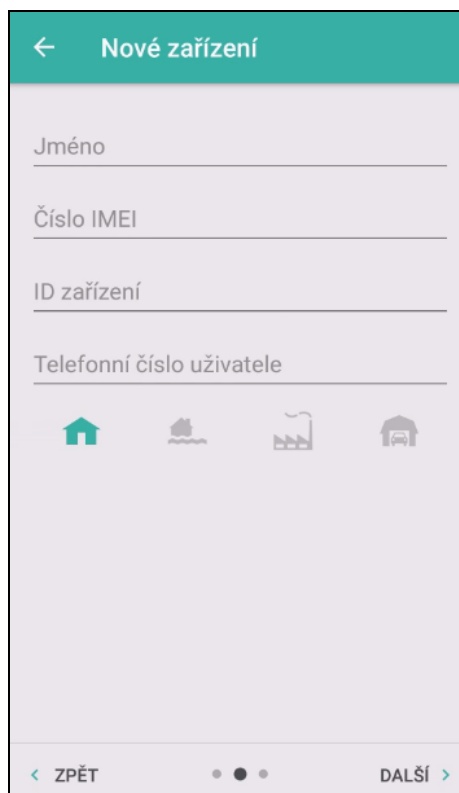 Nové zařízení
Jméno
Číslo IMEI
ID zařízení
Telefonní číslo uživatele
ZPĚT
DALŠÍ